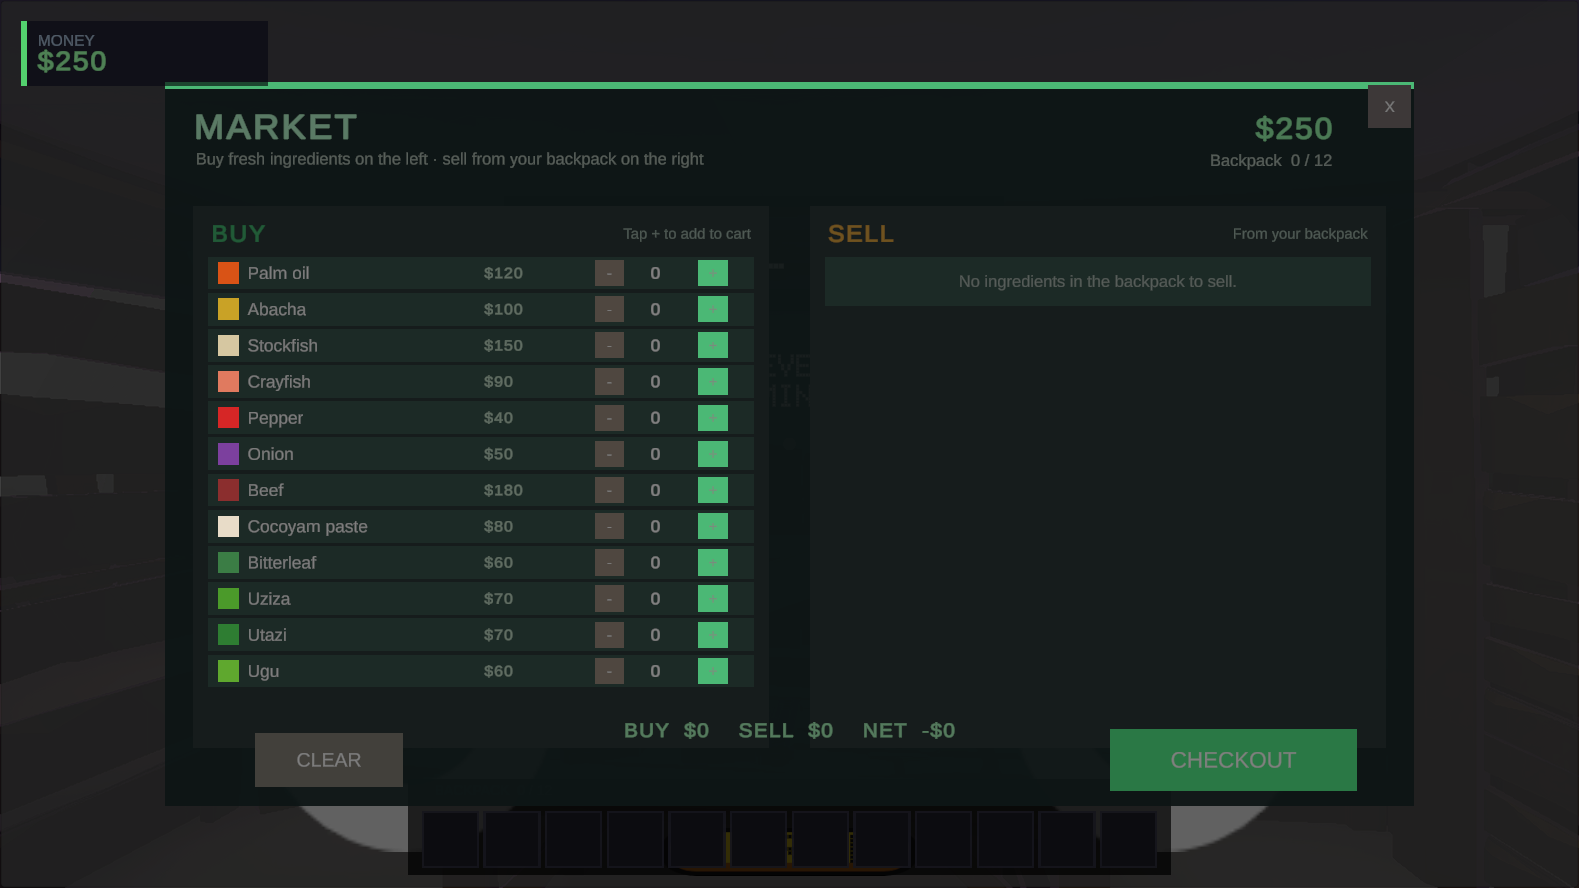 MONEY
$250
MARKET
Buy fresh ingredients on the left · sell from your backpack on the right
$250
Backpack 0 / 12
X
BUY
Tap + to add to cart
Palm oil $120 - 0 +
Abacha $100 - 0 +
Stockfish $150 - 0 +
Crayfish $90 - 0 +
Pepper $40 - 0 +
Onion $50 - 0 +
Beef $180 - 0 +
Cocoyam paste $80 - 0 +
Bitterleaf $60 - 0 +
Uziza $70 - 0 +
Utazi $70 - 0 +
Ugu $60 - 0 +
SELL
From your backpack
No ingredients in the backpack to sell.
BUY $0 SELL $0 NET -$0
CLEAR
CHECKOUT